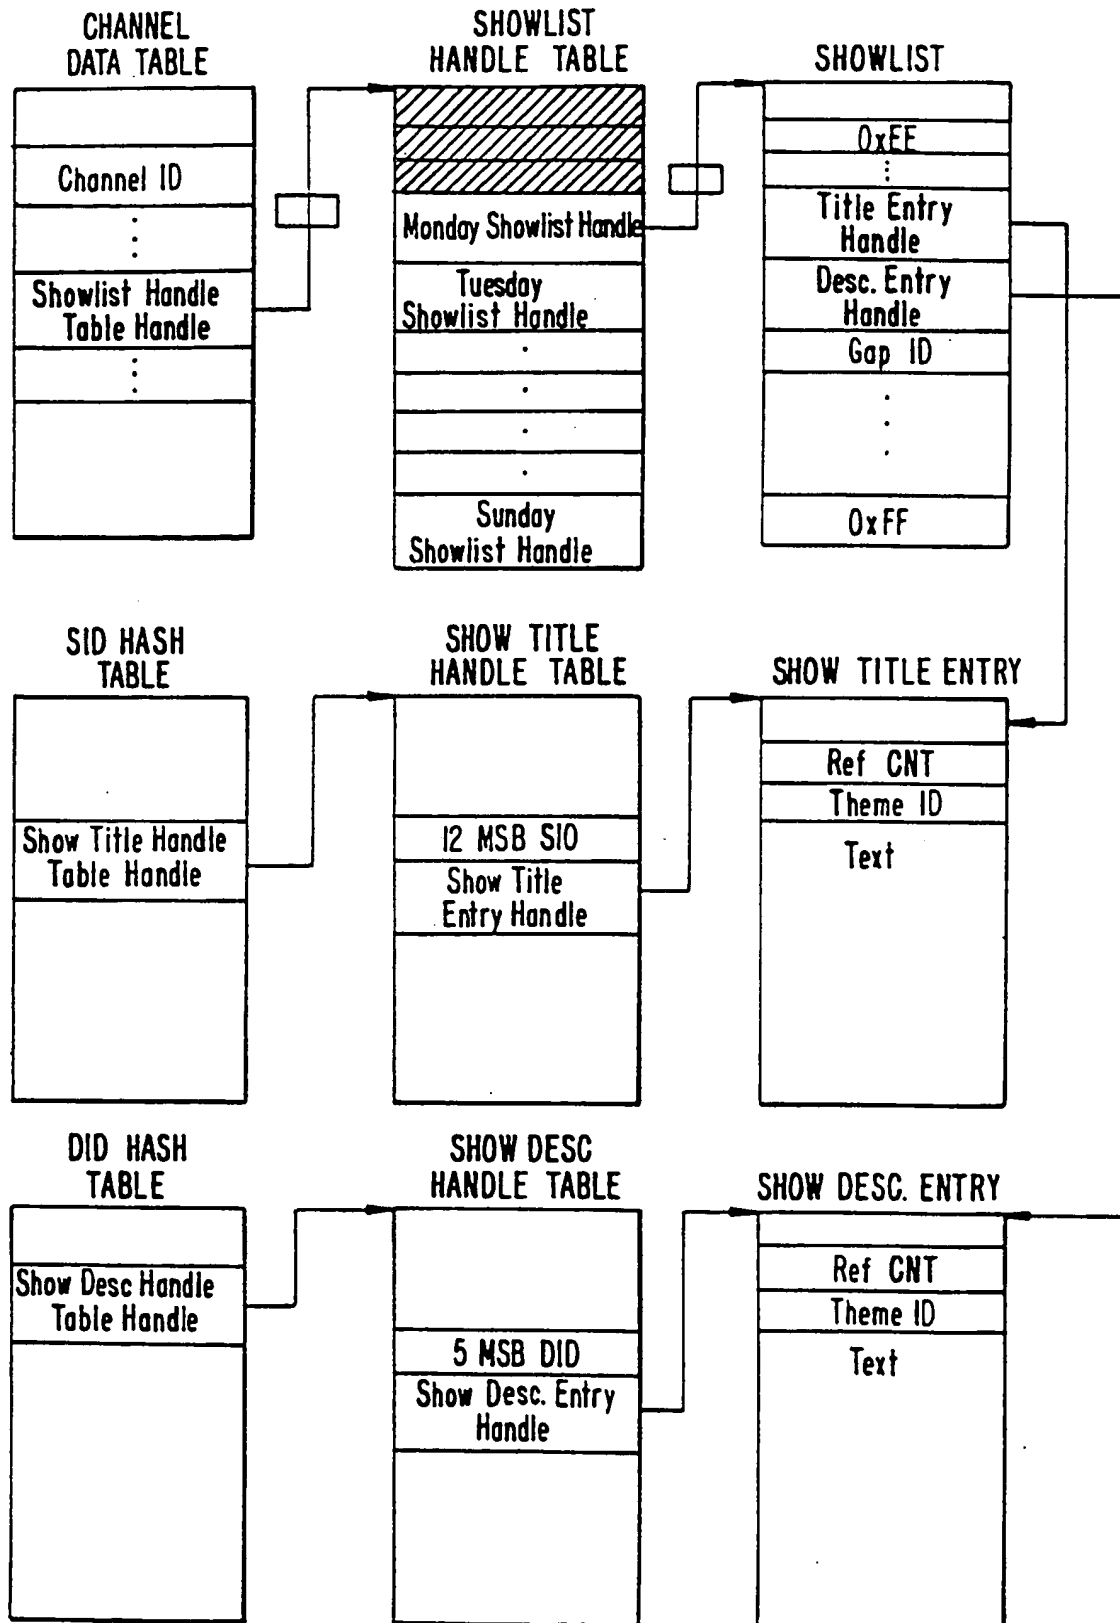 CHANNEL
DATA TABLE
Channel ID
Showlist Handle
Table Handle
SHOWLIST
HANDLE TABLE
Monday Showlist Handle
Tuesday
Showlist Handle
Sunday
Showlist Handle
SHOWLIST
0xEE
Title Entry
Handle
Desc. Entry
Handle
Gap ID
0xFF
SID HASH
TABLE
Show Title Handle
Table Handle
SHOW TITLE
HANDLE TABLE
12 MSB SIO
Show Title
Entry Handle
SHOW TITLE ENTRY
Ref CNT
Theme ID
Text
DID HASH
TABLE
Show Desc Handle
Table Handle
SHOW DESC
HANDLE TABLE
5 MSB DID
Show Desc. Entry
Handle
SHOW DESC. ENTRY
Ref CNT
Theme ID
Text